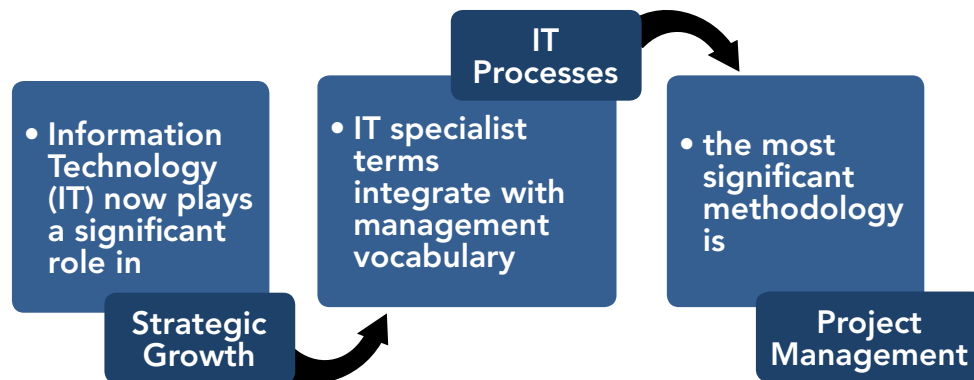 • Information
Technology
(IT) now plays
a significant
role in
Strategic
Growth
IT
Processes
• IT specialist
terms
integrate with
management
vocabulary
• the most
significant
methodology
is
Project
Management